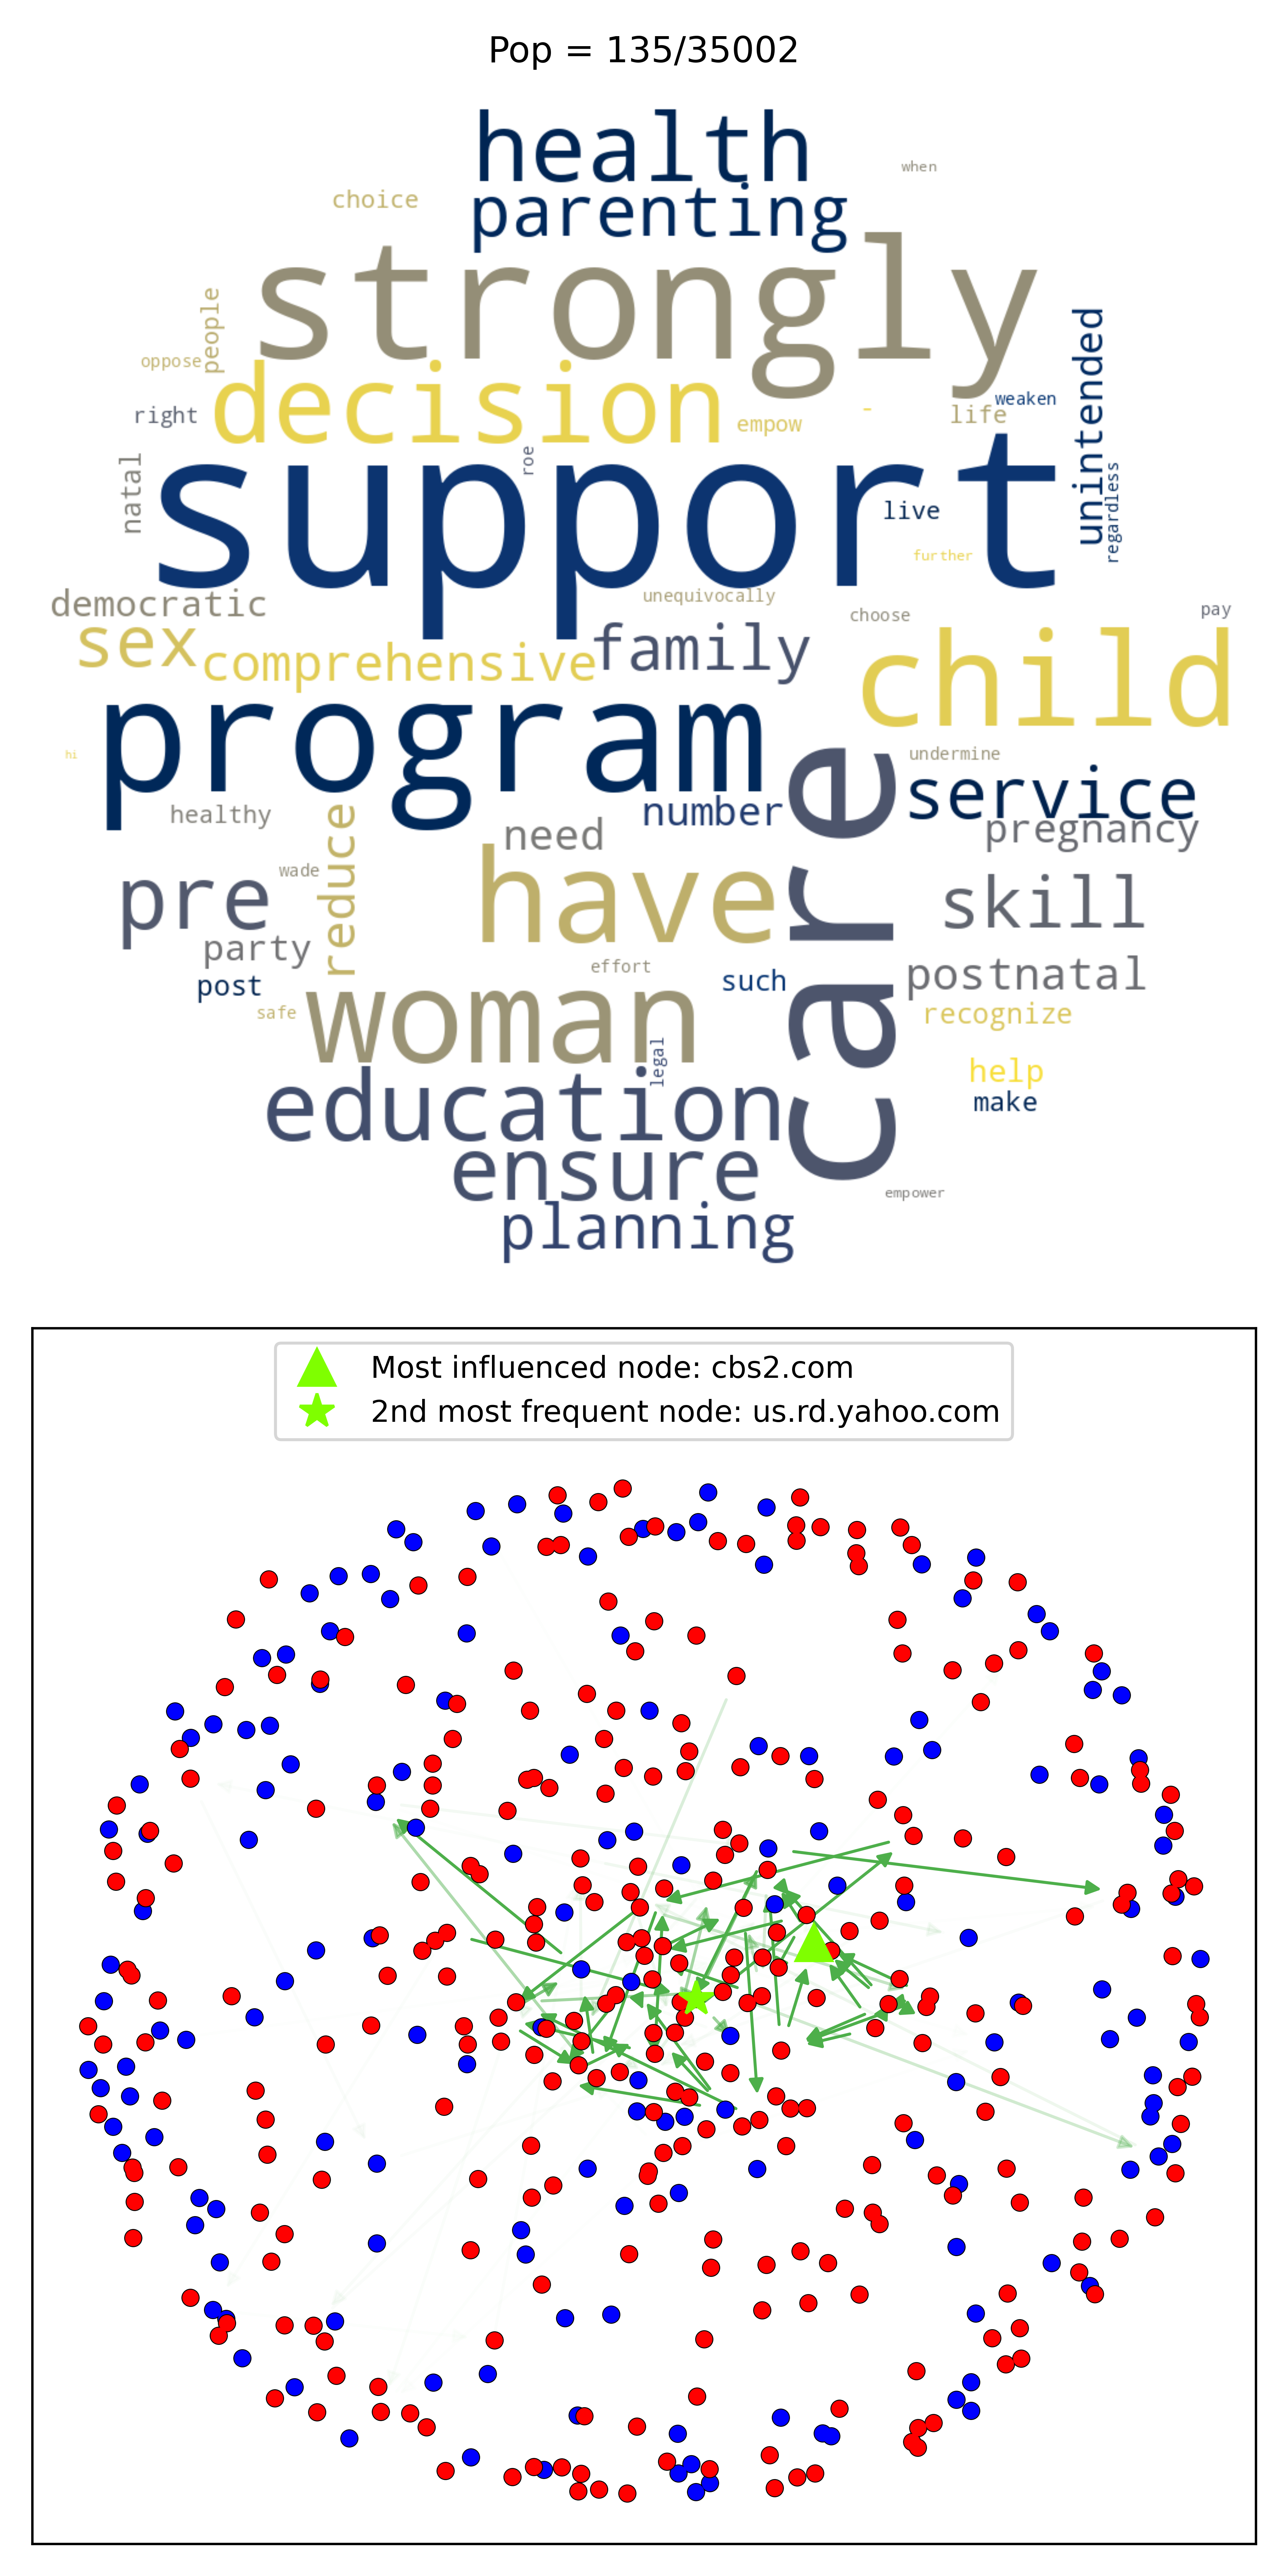 Pop = 135/35002
health
when
choice
parenting
strongly
people
unintended
oppose
decision
weaken
right
empow
-
life
roe
natal
support
live
regardless
further
democratic
unequivocally
choose
pay
sex
comprehensive
family
child
program
hi
undermine
care
service
healthy
reduce
number
need
pregnancy
wade
pre
have
skill
party
effort
such
postnatal
post
safe
woman
recognize
legal
help
education
make
ensure
empower
planning
Most influenced node: cbs2.com
2nd most frequent node: us.rd.yahoo.com